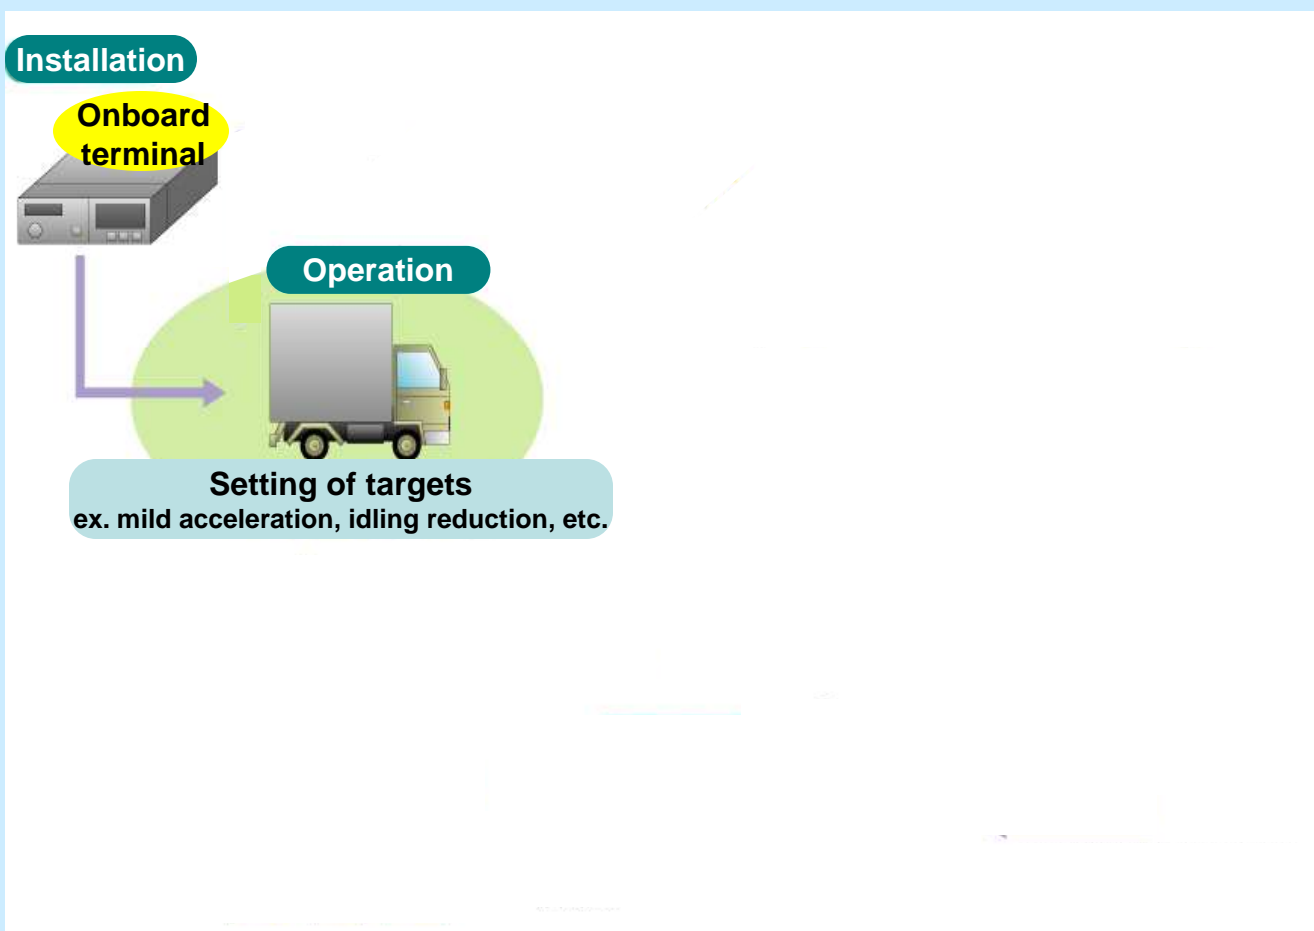 Installation
Onboard
terminal
Operation
Setting of targets
ex. mild acceleration, idling reduction, etc.